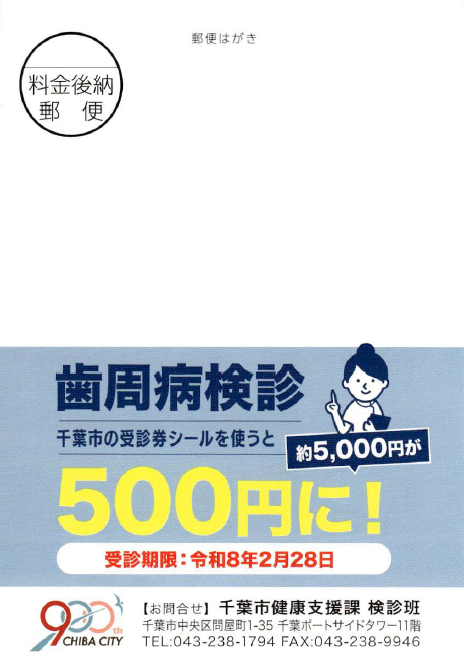 郵便はがき
料金後納
郵　便
歯周病検診
千葉市の受診券シールを使うと
約5,000円が
500円に！
受診期限：令和8年2月28日
900th
CHIBA CITY
【お問合せ】千葉市健康支援課 検診班
千葉市中央区問屋町1-35 千葉ポートサイドタワー11階
TEL:043-238-1794 FAX:043-238-9946